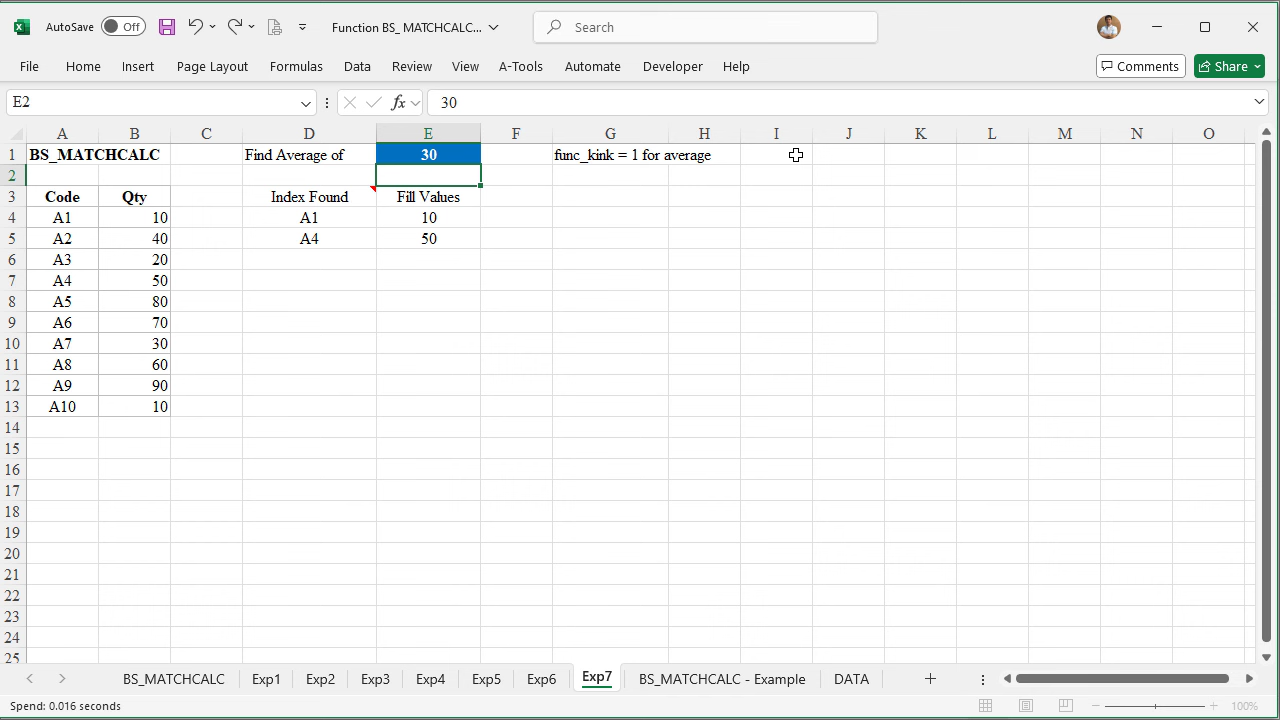 AutoSave Off Function BS_ MATCHCALC... Search
File Home Insert Page Layout Formulas Data Review View A-Tools Automate Developer Help Comments Share
E2 fx 30
A B C D E F G H I J K L M N O
1 BS_MATCHCALC Find Average of 30 func_kink = 1 for average
2
3 Code Qty Index Found Fill Values
4 A1 10 A1 10
5 A2 40 A4 50
6 A3 20
7 A4 50
8 A5 80
9 A6 70
10 A7 30
11 A8 60
12 A9 90
13 A10 10
14
15
16
17
18
19
20
21
22
23
24
25
BS_MATCHCALC Exp1 Exp2 Exp3 Exp4 Exp5 Exp6 Exp7 BS_MATCHCALC - Example DATA
Spend: 0.016 seconds 100%